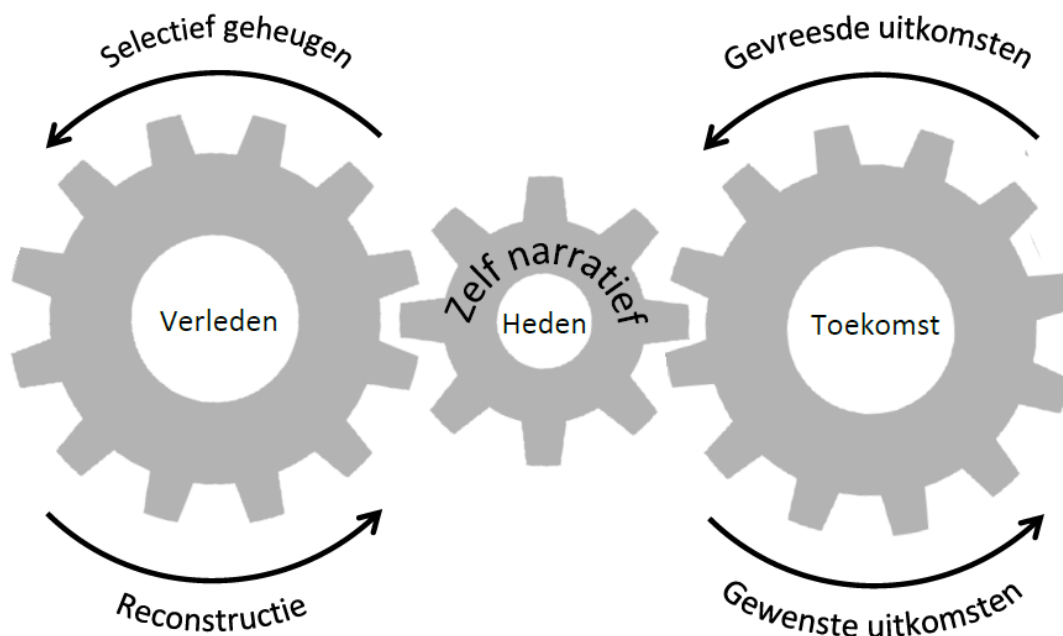 Selectief geheugen
Gevreesde uitkomsten
Zelf narratief
Verleden
Heden
Toekomst
Reconstructie
Gewenste uitkomsten